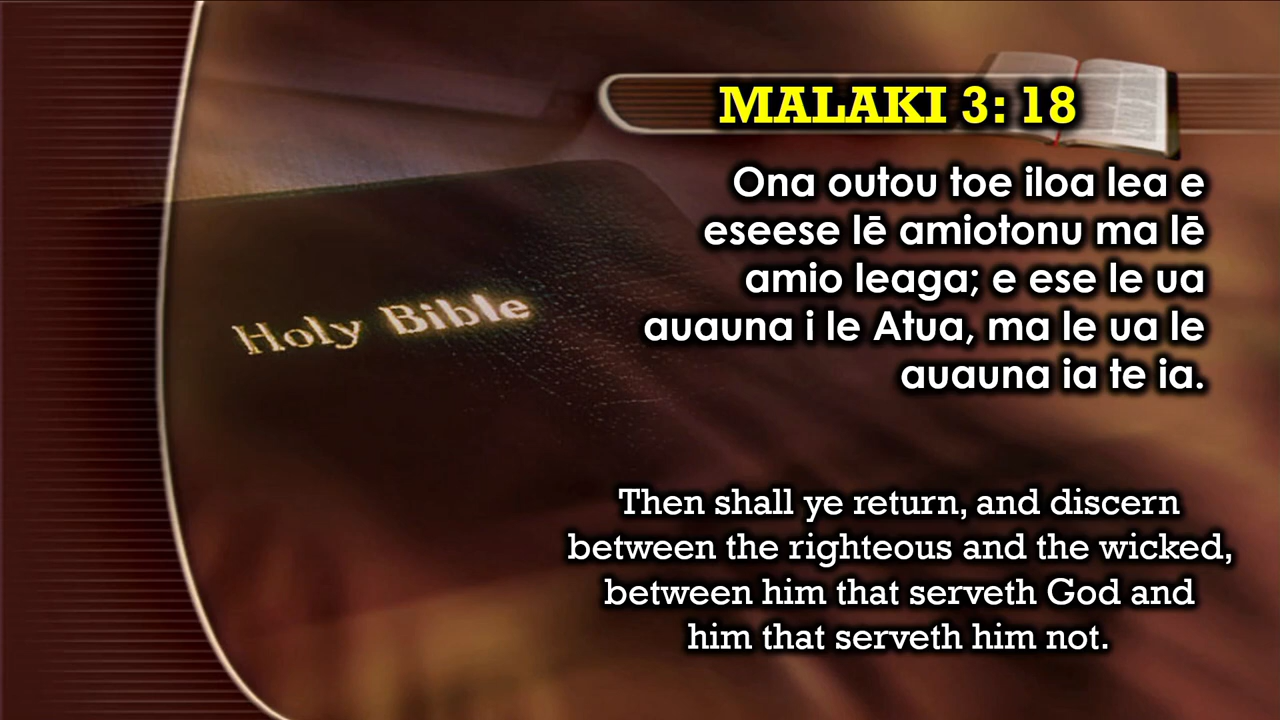 MALAKI 3: 18
Ona outou toe iloa lea e
eseese lē amiotonu ma lē
amio leaga; e ese le ua
auauna i le Atua, ma le ua le
auauna ia te ia.
Holy Bible
Then shall ye return, and discern
between the righteous and the wicked,
between him that serveth God and
him that serveth him not.